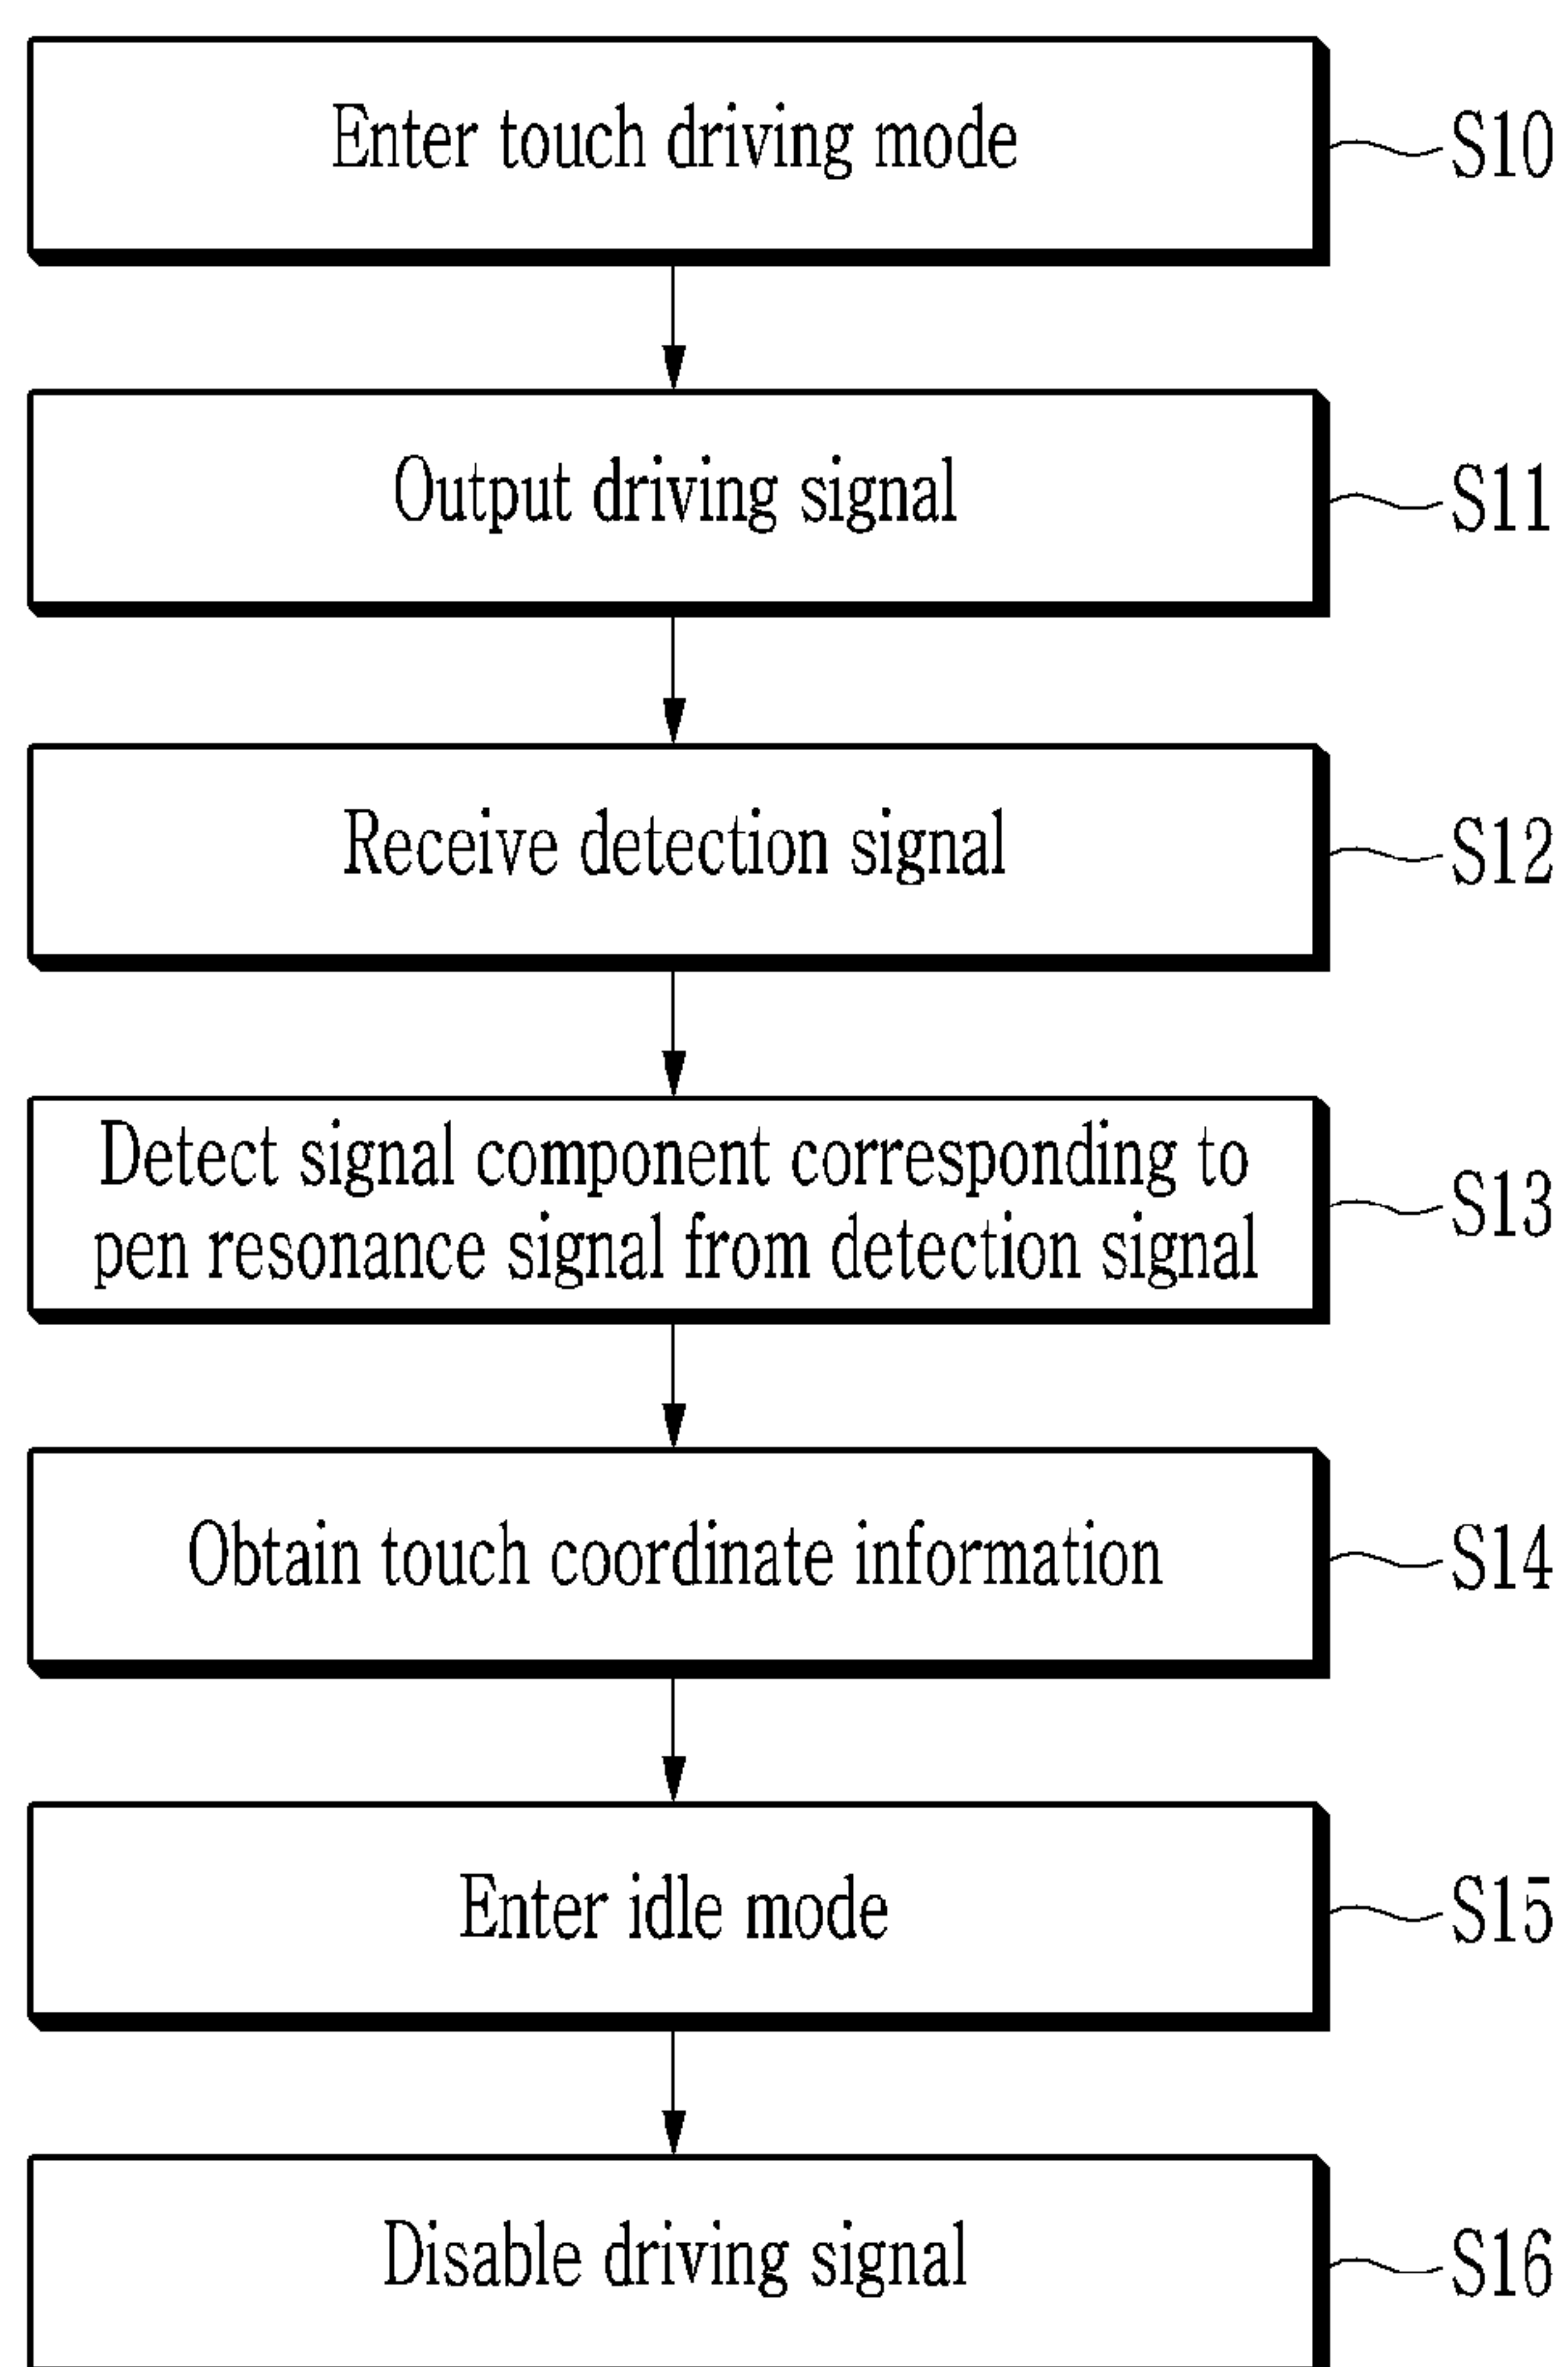 Enter touch driving mode
S10
Output driving signal
S11
Receive detection signal
S12
Detect signal component corresponding to
pen resonance signal from detection signal
S13
Obtain touch coordinate information
S14
Enter idle mode
S15
Disable driving signal
S16